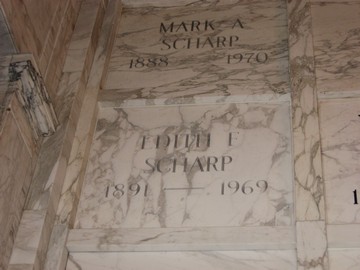 MARK A
SCHARP
1888 1970
EDITH F
SCHARP
1891 — 1969